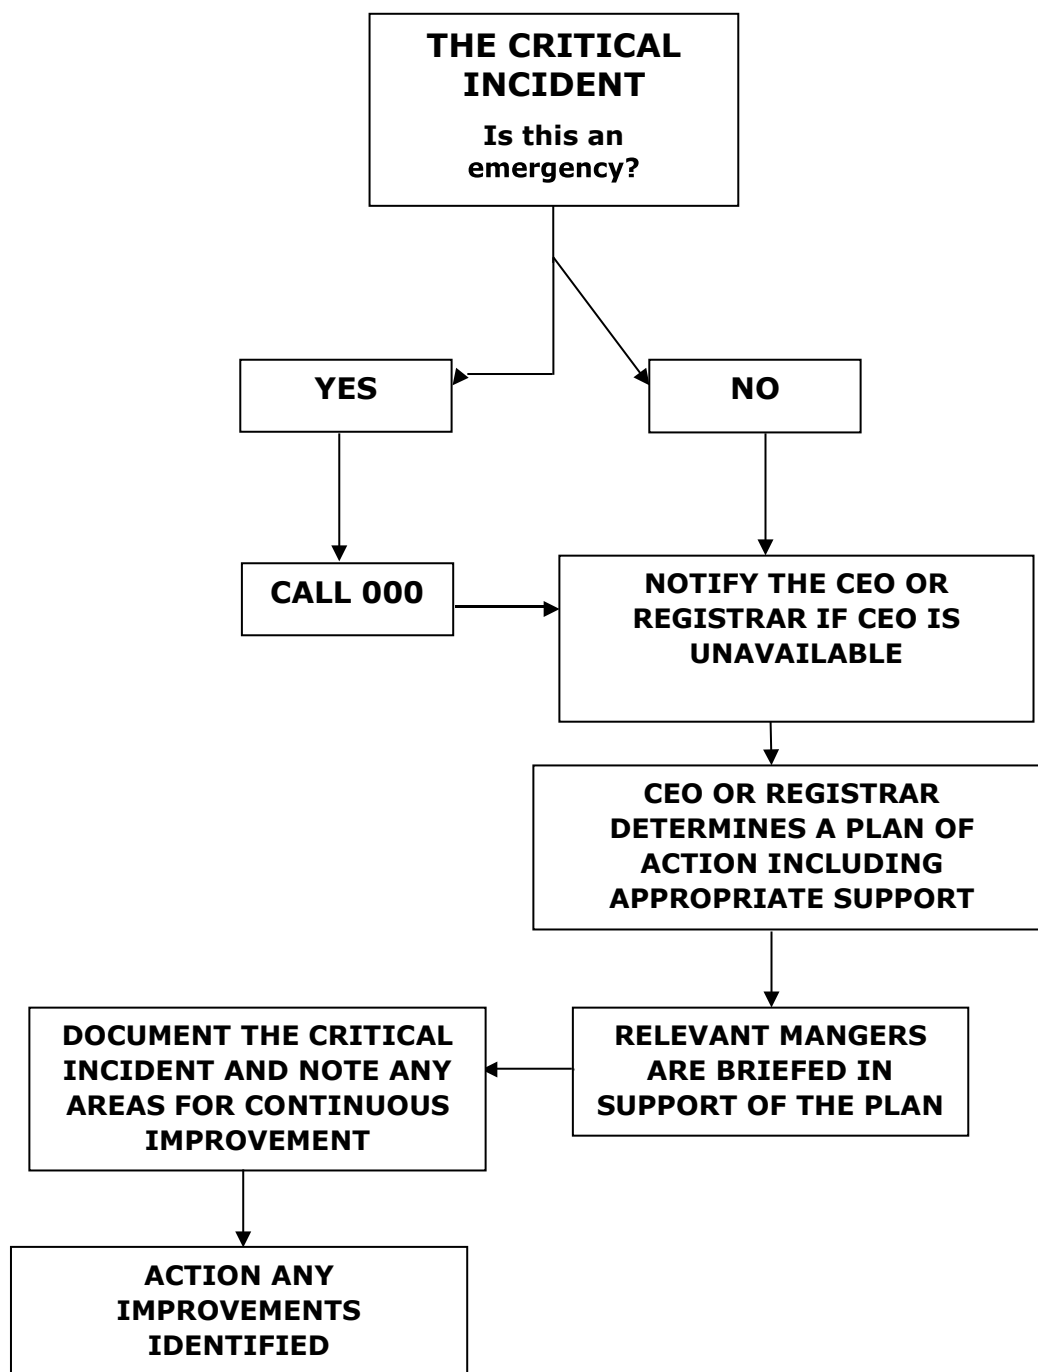 THE CRITICAL
INCIDENT
Is this an
emergency?
YES
NO
CALL 000
NOTIFY THE CEO OR
REGISTRAR IF CEO IS
UNAVAILABLE
CEO OR REGISTRAR
DETERMINES A PLAN OF
ACTION INCLUDING
APPROPRIATE SUPPORT
RELEVANT MANGERS
ARE BRIEFED IN
SUPPORT OF THE PLAN
DOCUMENT THE CRITICAL
INCIDENT AND NOTE ANY
AREAS FOR CONTINUOUS
IMPROVEMENT
ACTION ANY
IMPROVEMENTS
IDENTIFIED